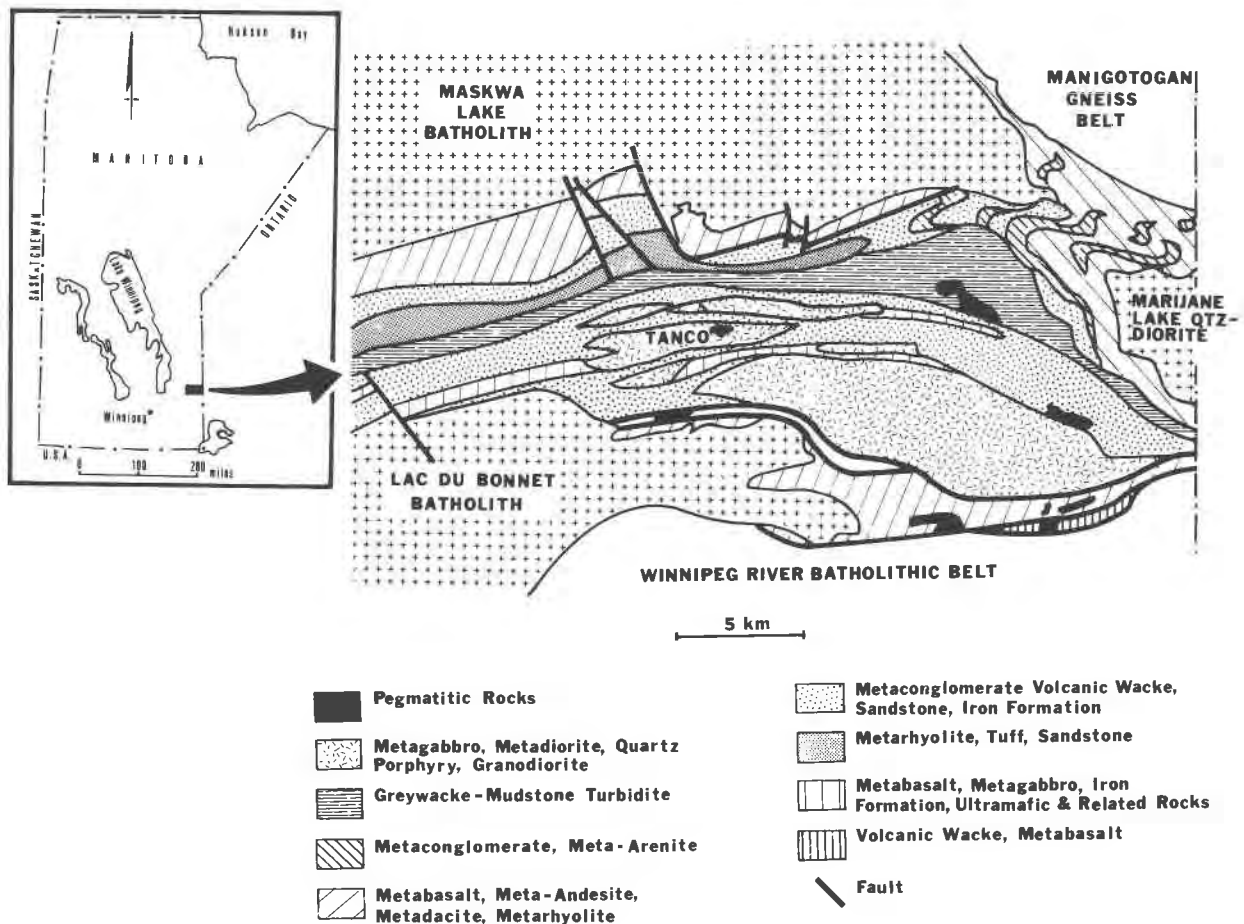 Hukson Bay
MANITOBA
ONTARIO
SASKATCHEWAN
Lake Winnipeg
Winnipeg
U.S.A.
0 100 200
miles
MASKWA
LAKE
BATHOLITH
MANIGOTOGAN
GNEISS
BELT
MARIJANE
LAKE QTZ-
DIORITE
TANCO
LAC DU BONNET
BATHOLITH
WINNIPEG RIVER BATHOLITHIC BELT
5 km
Pegmatitic Rocks
Metagabbro, Metadiorite, Quartz
Porphyry, Granodiorite
Greywacke-Mudstone Turbidite
Metaconglomerate, Meta-Arenite
Metabasalt, Meta-Andesite,
Metadacite, Metarhyolite
Metaconglomerate Volcanic Wacke,
Sandstone, Iron Formation
Metarhyolite, Tuff, Sandstone
Metabasalt, Metagabbro, Iron
Formation, Ultramafic & Related Rocks
Volcanic Wacke, Metabasalt
Fault